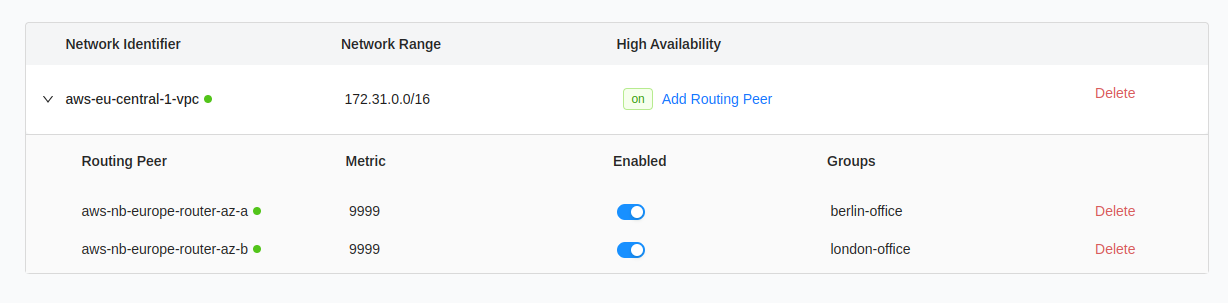 Network Identifier Network Range High Availability
aws-eu-central-1-vpc 172.31.0.0/16 on Add Routing Peer Delete
Routing Peer Metric Enabled Groups
aws-nb-europe-router-az-a 9999 berlin-office Delete
aws-nb-europe-router-az-b 9999 london-office Delete